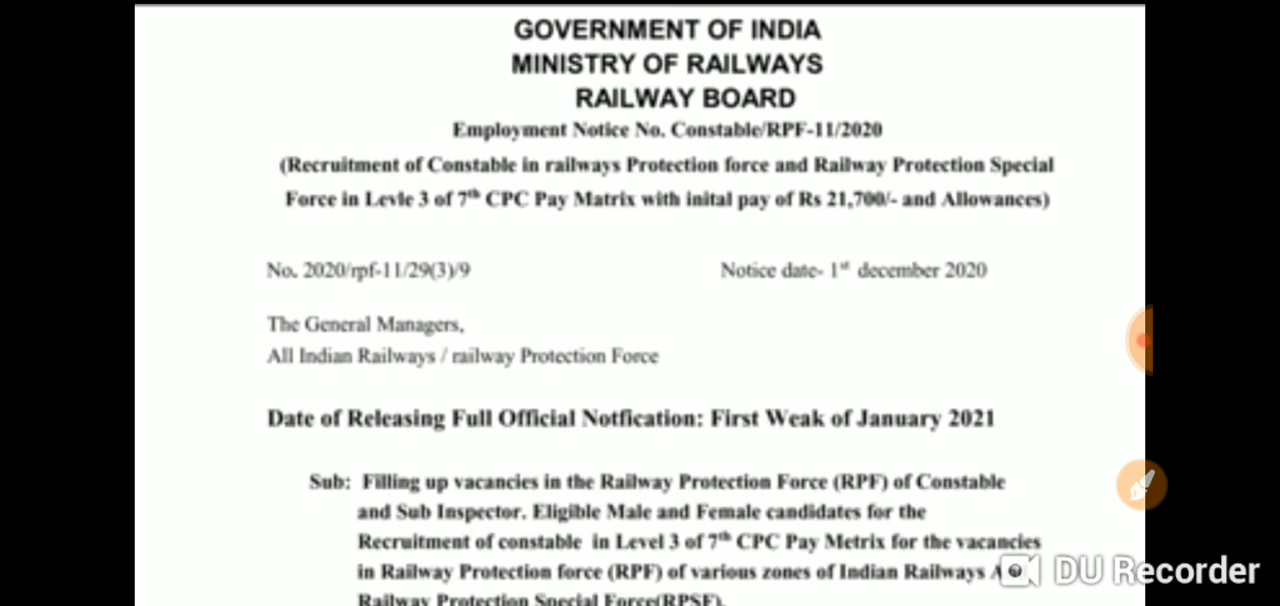 GOVERNMENT OF INDIA
MINISTRY OF RAILWAYS
RAILWAY BOARD
Employment Notice No. Constable/RPF-11/2020
(Recruitment of Constable in railways Protection force and Railway Protection Special
Force in Levle 3 of 7th CPC Pay Matrix with inital pay of Rs 21,700/- and Allowances)
No. 2020/rpf-11/29(3)/9 Notice date- 1st december 2020
The General Managers,
All Indian Railways / railway Protection Force
Date of Releasing Full Official Notfication: First Weak of January 2021
Sub: Filling up vacancies in the Railway Protection Force (RPF) of Constable
and Sub Inspector. Eligible Male and Female candidates for the
Recruitment of constable in Level 3 of 7th CPC Pay Metrix for the vacancies
in Railway Protection force (RPF) of various zones of Indian Railways
Railway Protection Special Force(RPSF).
DU Recorder